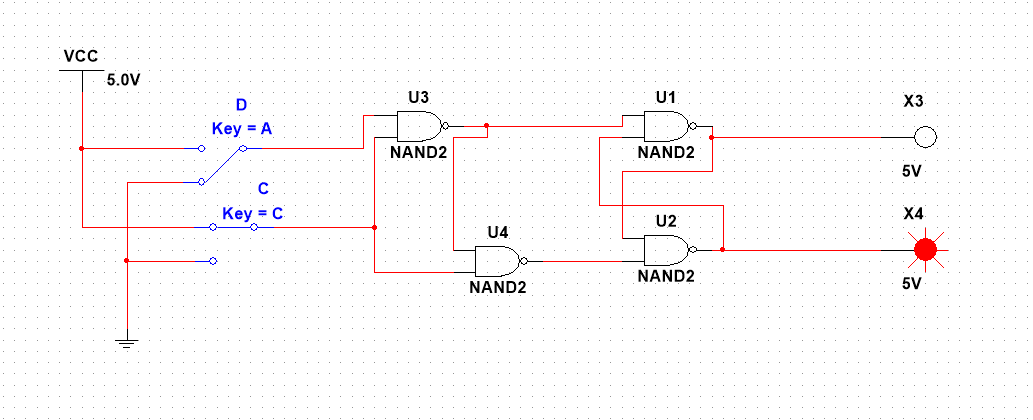 VCC
5.0V
D
Key = A
C
Key = C
U3
NAND2
U4
NAND2
U1
NAND2
U2
NAND2
X3
5V
X4
5V